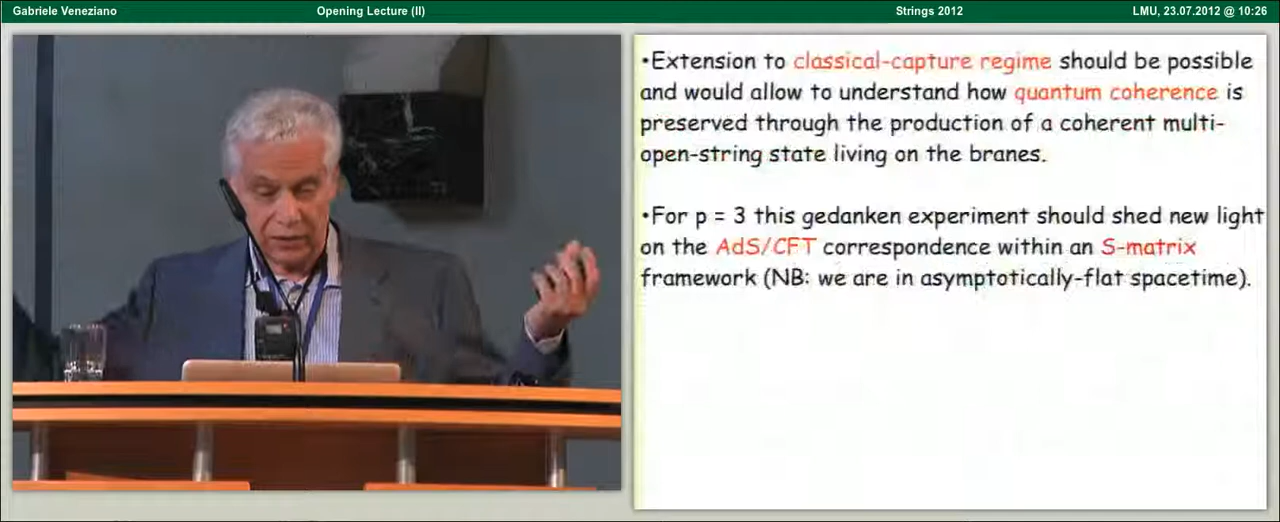 Gabriele Veneziano Opening Lecture (II) Strings 2012 LMU, 23.07.2012 @ 10:26
•Extension to classical-capture regime should be possible
and would allow to understand how quantum coherence is
preserved through the production of a coherent multi-
open-string state living on the branes.
•For p = 3 this gedanken experiment should shed new light
on the AdS/CFT correspondence within an S-matrix
framework (NB: we are in asymptotically-flat spacetime).